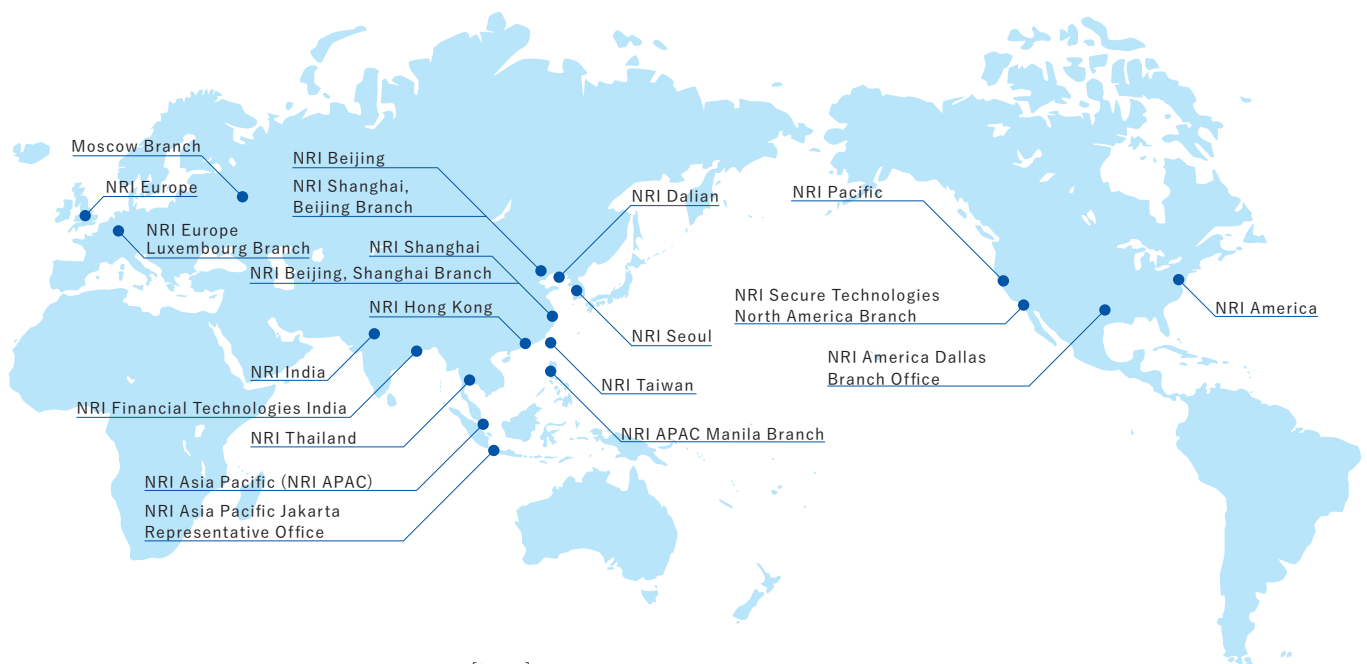 Moscow Branch
NRI Europe
NRI Europe
Luxembourg Branch
NRI Beijing
NRI Shanghai,
Beijing Branch
NRI Shanghai
NRI Beijing, Shanghai Branch
NRI Hong Kong
NRI India
NRI Financial Technologies India
NRI Thailand
NRI Asia Pacific (NRI APAC)
NRI Asia Pacific Jakarta
Representative Office
NRI Dalian
NRI Seoul
NRI Taiwan
NRI APAC Manila Branch
NRI Pacific
NRI Secure Technologies
North America Branch
NRI America Dallas
Branch Office
NRI America